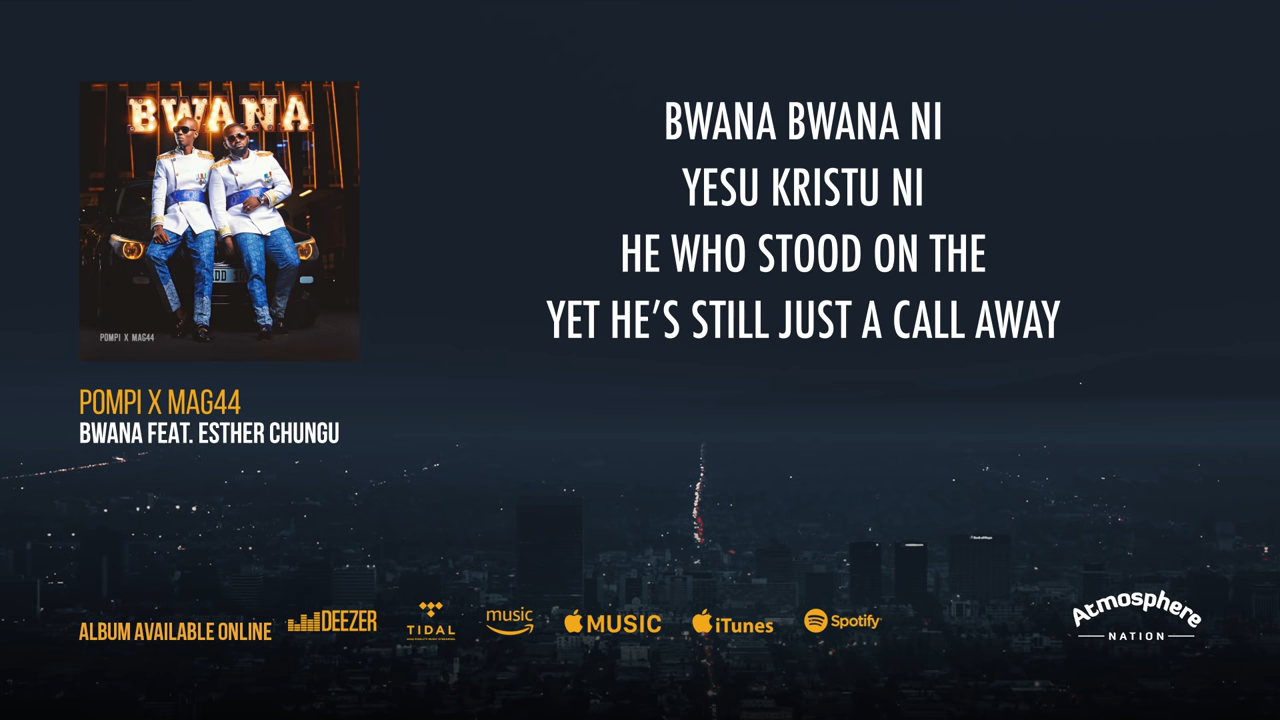 BWANA
POMPI X MAG44
POMPI X MAG44
BWANA FEAT. ESTHER CHUNGU
BWANA BWANA NI
YESU KRISTU NI
HE WHO STOOD ON THE
YET HE'S STILL JUST A CALL AWAY
ALBUM AVAILABLE ONLINE
DEEZER
TIDAL
music
MUSIC
iTunes
Spotify
Atmosphere
NATION